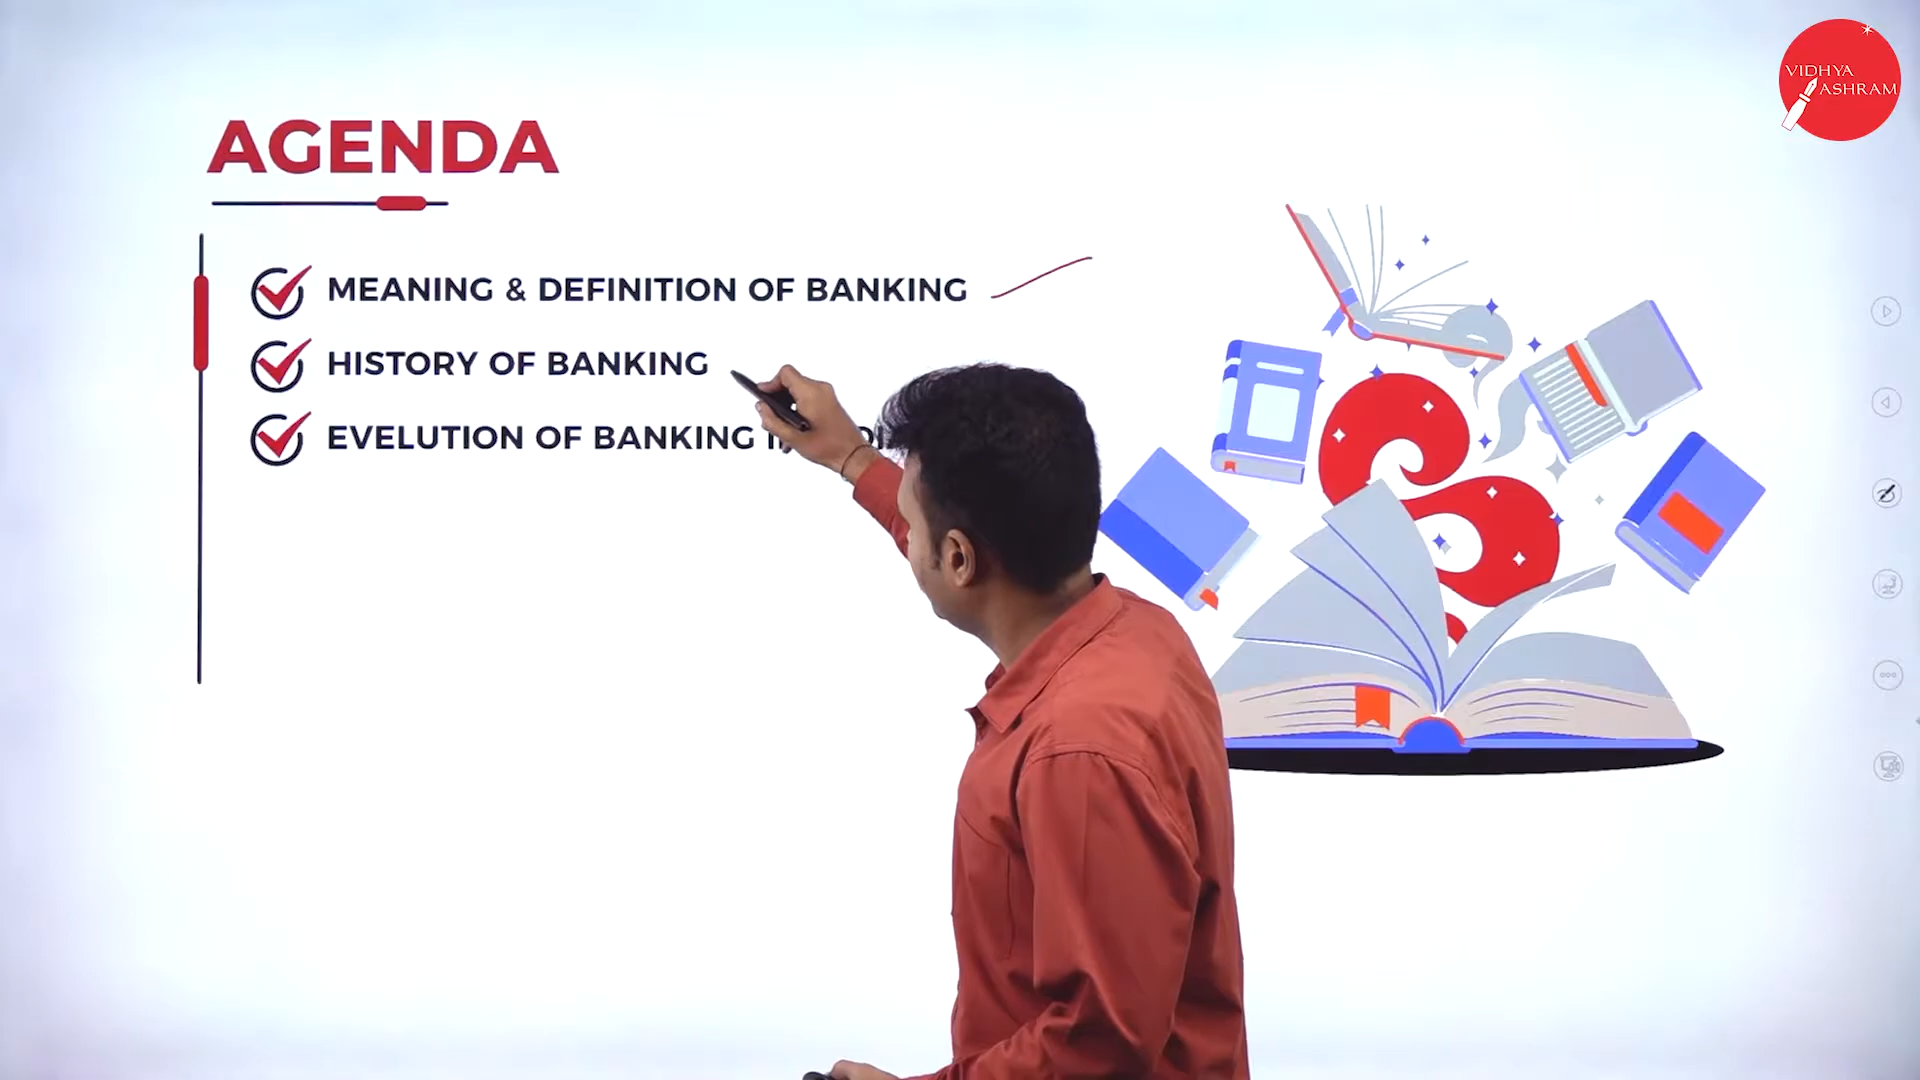 VIDHYA
ASHRAM
AGENDA
MEANING & DEFINITION OF BANKING
HISTORY OF BANKING
EVELUTION OF BANKING